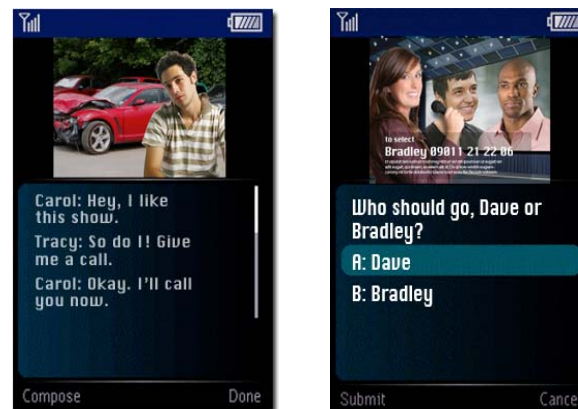 Carol: Hey, I like
this show.
Tracy: So do I! Give
me a call.
Carol: Okay. I'll call
you now.
Compose
Done
to select
Bradley 09011 21 22 06
Who should go, Dave or
Bradley?
A: Dave
B: Bradley
Submit
Cance